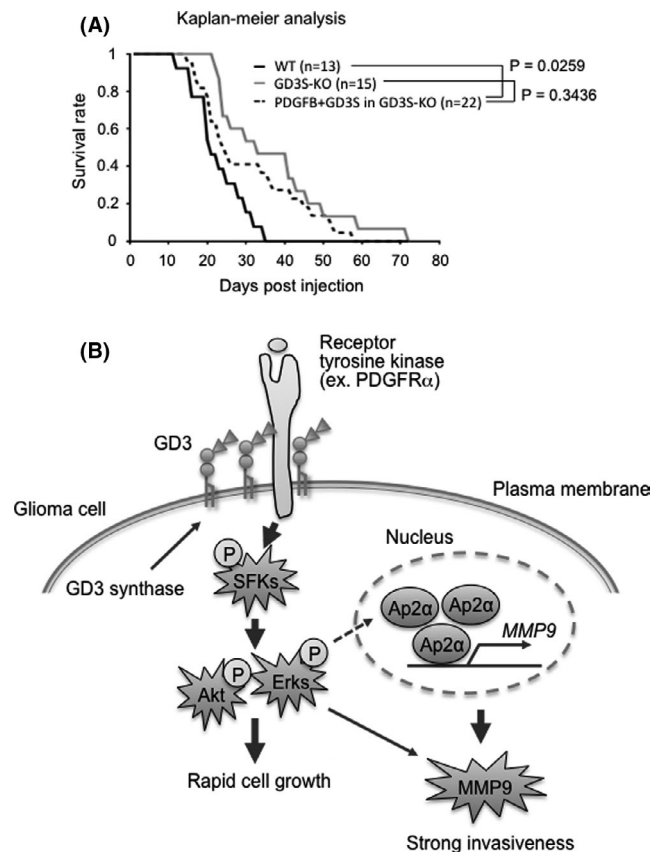 Kaplan-meier analysis
(A)
Survival rate
1
0.8
0.6
0.4
0.2
0
0 10 20 30 40 50 60 70 80
Days post injection
WT (n=13)
GD3S-KO (n=15)
PDGFB+GD3S in GD3S-KO (n=22)
P = 0.0259
P = 0.3436
(B)
Receptor
tyrosine kinase
(ex. PDGFRα)
GD3
Glioma cell
Plasma membrane
GD3 synthase
P
SFKs
Nucleus
Ap2α Ap2α
Ap2α
MMP9
P P
Akt Erks
Rapid cell growth
MMP9
Strong invasiveness